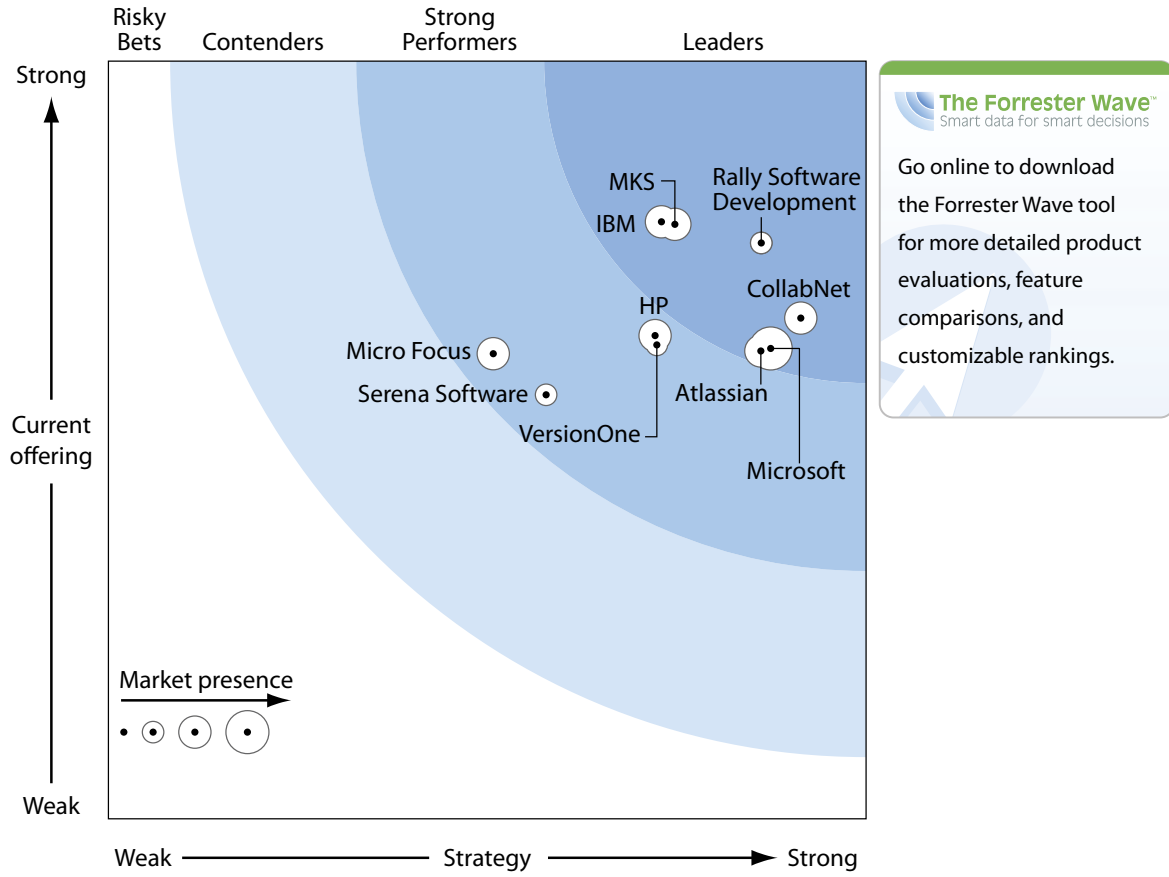 Risky
Bets
Contenders
Strong
Performers
Leaders
Strong
Current
offering
Weak
MKS
IBM
Rally Software
Development
CollabNet
HP
Micro Focus
Serena Software
Atlassian
VersionOne
Microsoft
Market presence
Weak
Strategy
Strong
The Forrester Wave™
Smart data for smart decisions
Go online to download
the Forrester Wave tool
for more detailed product
evaluations, feature
comparisons, and
customizable rankings.